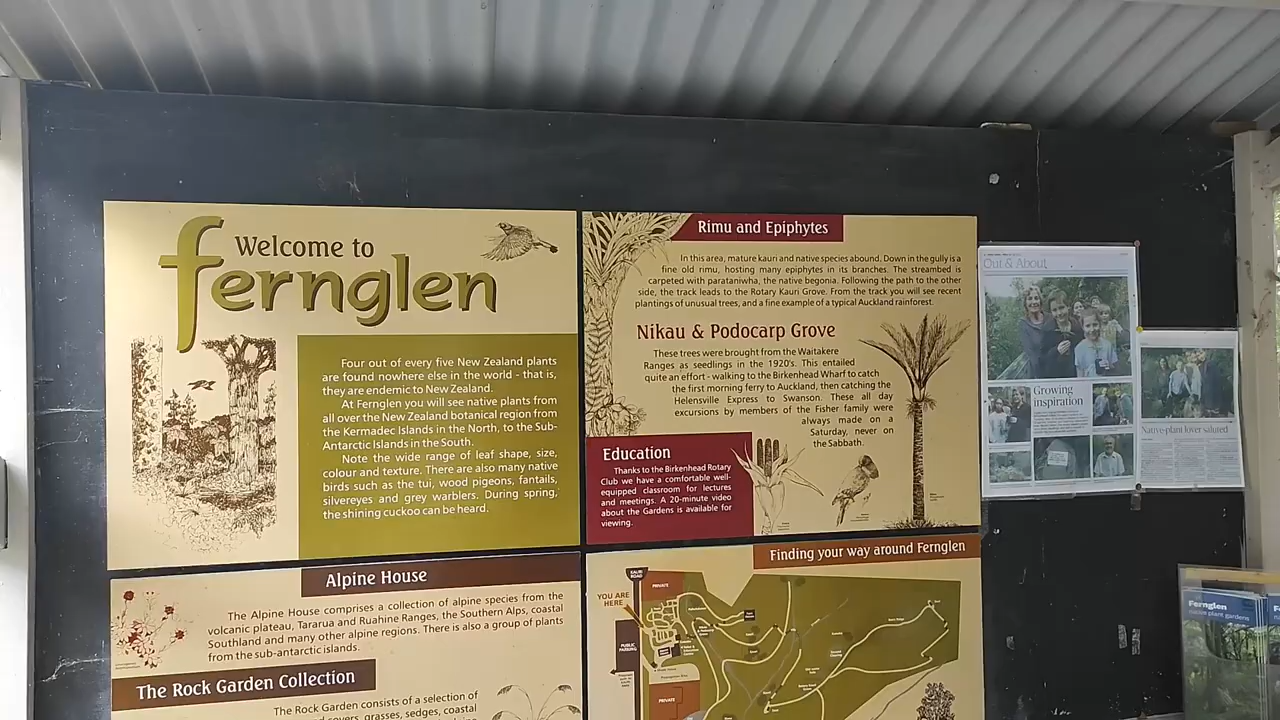 Welcome to
fernglen
Four out of every five New Zealand plants
are found nowhere else in the world - that is,
they are endemic to New Zealand.
At Fernglen you will see native plants from
all over the New Zealand botanical region from
the Kermadec Islands in the North, to the Sub-
Antarctic Islands in the South.
Note the wide range of leaf shape, size,
colour and texture. There are also many native
birds such as the tui, wood pigeons, fantails,
silvereyes and grey warblers. During spring,
the shining cuckoo can be heard.
Rimu and Epiphytes
In this area, mature kauri and native species abound. Down in the gully is a
fine old rimu, hosting many epiphytes in its branches. The streambed is
carpeted with parataniwha, the native begonia. Following the path to the other
side, the track leads to the Rotary Kauri Grove. From the track you will see recent
plantings of unusual trees, and a fine example of a typical Auckland rainforest.
Nikau & Podocarp Grove
These trees were brought from the Waitakere
Ranges as seedlings in the 1920's. This entailed
quite an effort - walking to the Birkenhead Wharf to catch
the first morning ferry to Auckland, then catching the
Helensville Express to Swanson. These all day
excursions by members of the Fisher family were
always made on a
Saturday, never on
the Sabbath.
Education
Thanks to the Birkenhead Rotary
Club we have a comfortable well-
equipped classroom for lectures
and meetings. A 20-minute video
about the Gardens is available for
viewing.
Alpine House
The Alpine House comprises a collection of alpine species from the
volcanic plateau, Tararua and Ruahine Ranges, the Southern Alps, coastal
Southland and many other alpine regions. There is also a group of plants
from the sub-antarctic islands.
The Rock Garden Collection
The Rock Garden consists of a selection of
covers, grasses, sedges, coastal
Finding your way around Fernglen
KAURI
ROAD
PRIVATE
YOU ARE
HERE
PUBLIC
PARKING
PRIVATE
Out & About
Growing
inspiration
Native-plant lover saluted
Fernglen
native plant gardens